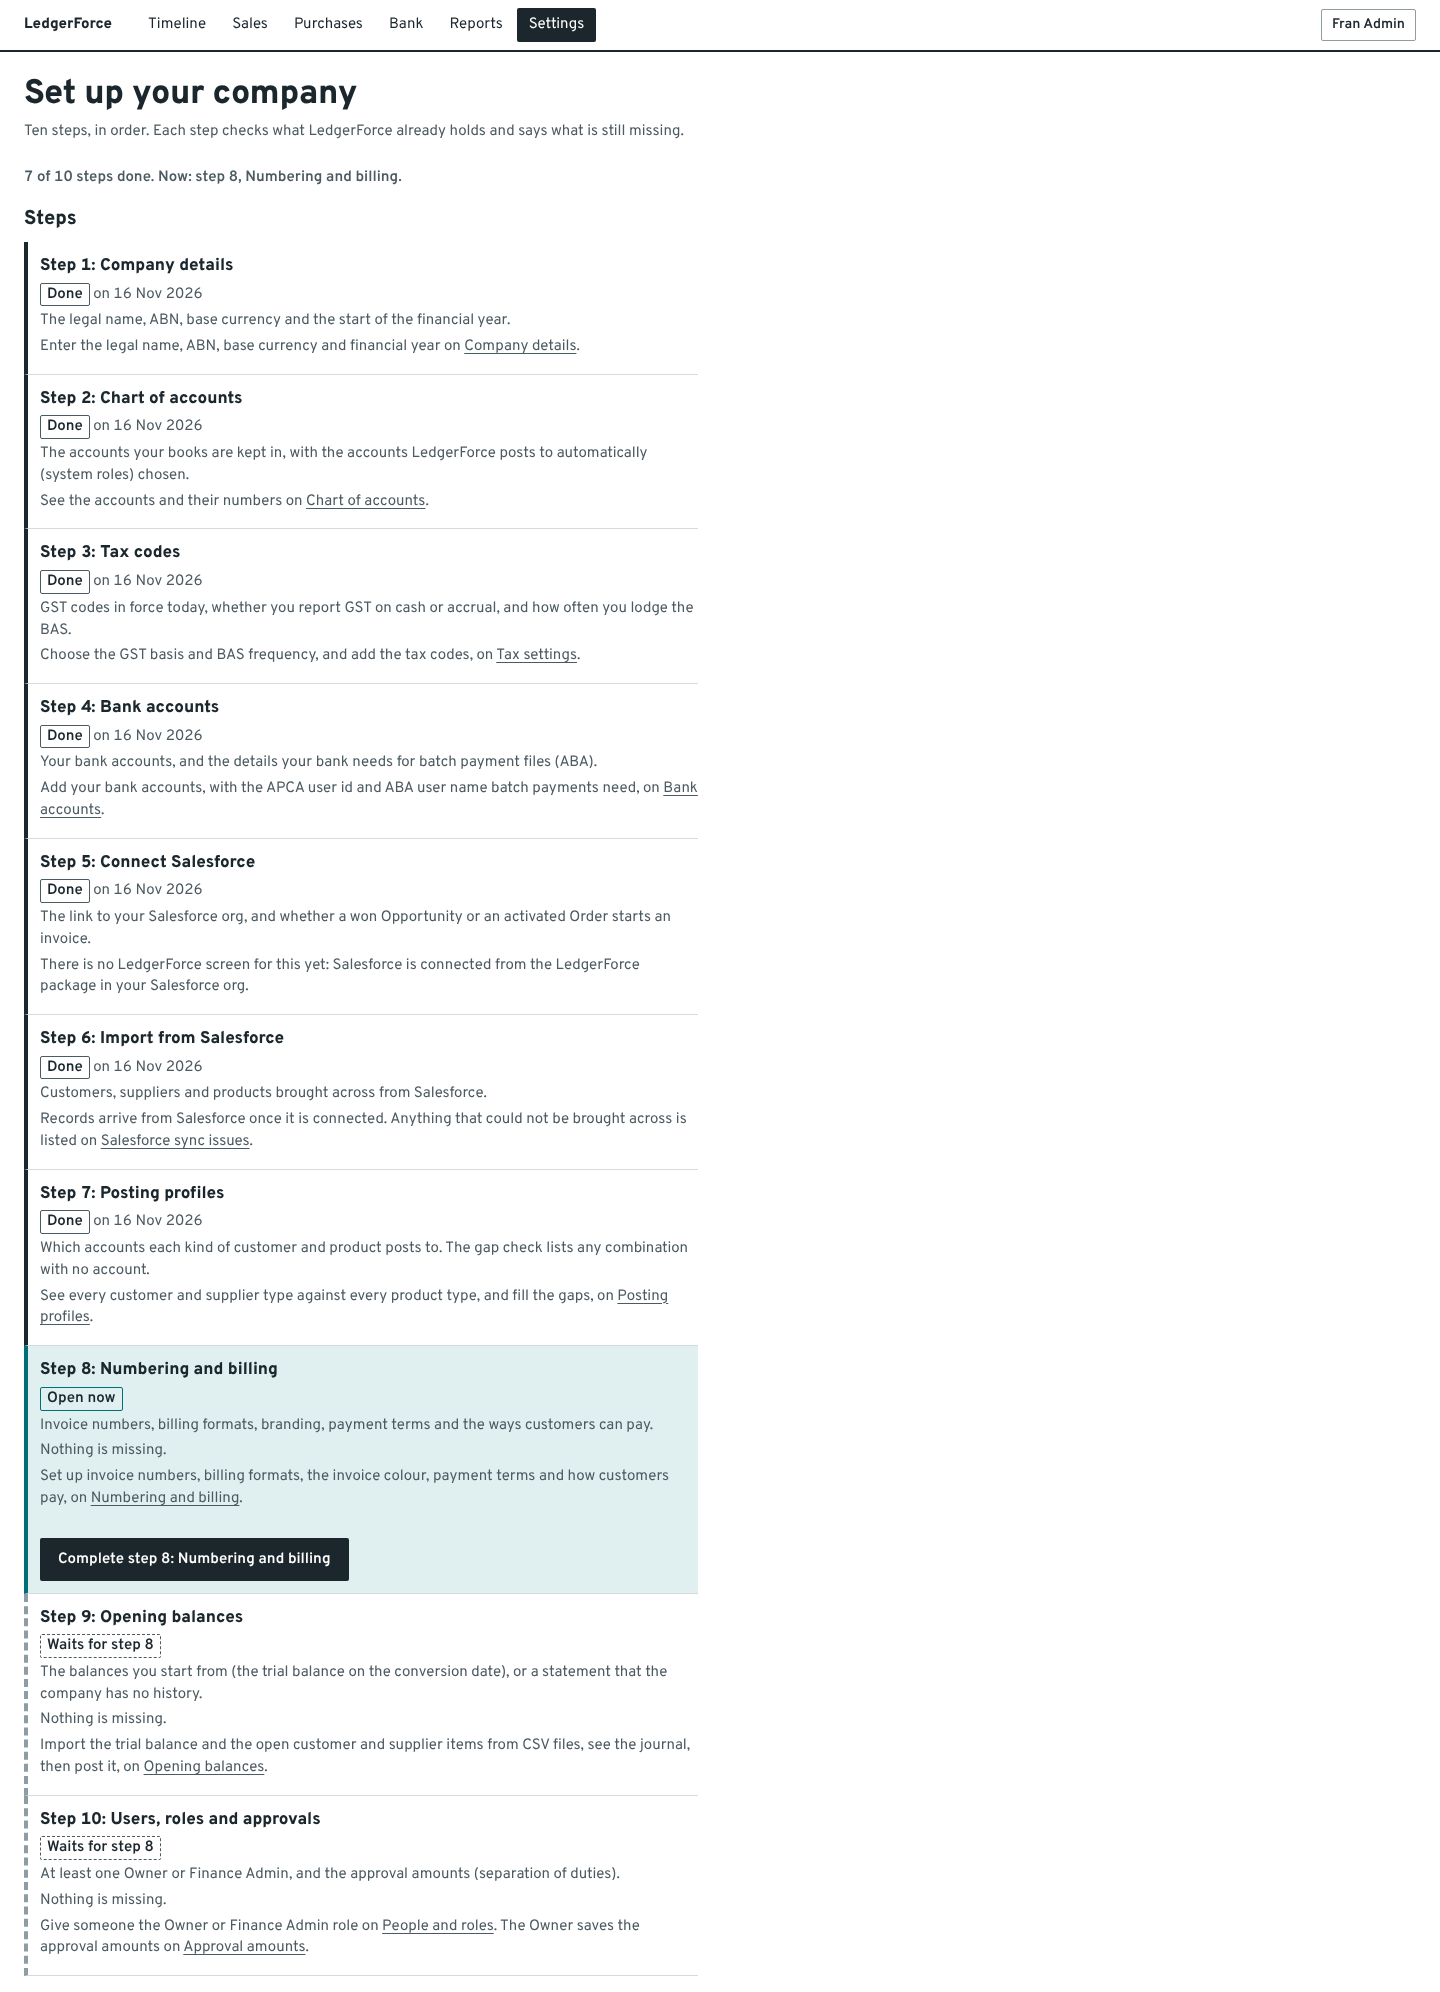 LedgerForce
Timeline
Sales
Purchases
Bank
Reports
Settings
Fran Admin
Set up your company
Ten steps, in order. Each step checks what LedgerForce already holds and says what is still missing.
7 of 10 steps done. Now: step 8, Numbering and billing.
Steps
Step 1: Company details
Done on 16 Nov 2026
The legal name, ABN, base currency and the start of the financial year.
Enter the legal name, ABN, base currency and financial year on Company details.
Step 2: Chart of accounts
Done on 16 Nov 2026
The accounts your books are kept in, with the accounts LedgerForce posts to automatically
(system roles) chosen.
See the accounts and their numbers on Chart of accounts.
Step 3: Tax codes
Done on 16 Nov 2026
GST codes in force today, whether you report GST on cash or accrual, and how often you lodge the
BAS.
Choose the GST basis and BAS frequency, and add the tax codes, on Tax settings.
Step 4: Bank accounts
Done on 16 Nov 2026
Your bank accounts, and the details your bank needs for batch payment files (ABA).
Add your bank accounts, with the APCA user id and ABA user name batch payments need, on Bank
accounts.
Step 5: Connect Salesforce
Done on 16 Nov 2026
The link to your Salesforce org, and whether a won Opportunity or an activated Order starts an
invoice.
There is no LedgerForce screen for this yet: Salesforce is connected from the LedgerForce
package in your Salesforce org.
Step 6: Import from Salesforce
Done on 16 Nov 2026
Customers, suppliers and products brought across from Salesforce.
Records arrive from Salesforce once it is connected. Anything that could not be brought across is
listed on Salesforce sync issues.
Step 7: Posting profiles
Done on 16 Nov 2026
Which accounts each kind of customer and product posts to. The gap check lists any combination
with no account.
See every customer and supplier type against every product type, and fill the gaps, on Posting
profiles.
Step 8: Numbering and billing
Open now
Invoice numbers, billing formats, branding, payment terms and the ways customers can pay.
Nothing is missing.
Set up invoice numbers, billing formats, the invoice colour, payment terms and how customers
pay, on Numbering and billing.
Complete step 8: Numbering and billing
Step 9: Opening balances
Waits for step 8
The balances you start from (the trial balance on the conversion date), or a statement that the
company has no history.
Nothing is missing.
Import the trial balance and the open customer and supplier items from CSV files, see the journal,
then post it, on Opening balances.
Step 10: Users, roles and approvals
Waits for step 8
At least one Owner or Finance Admin, and the approval amounts (separation of duties).
Nothing is missing.
Give someone the Owner or Finance Admin role on People and roles. The Owner saves the
approval amounts on Approval amounts.